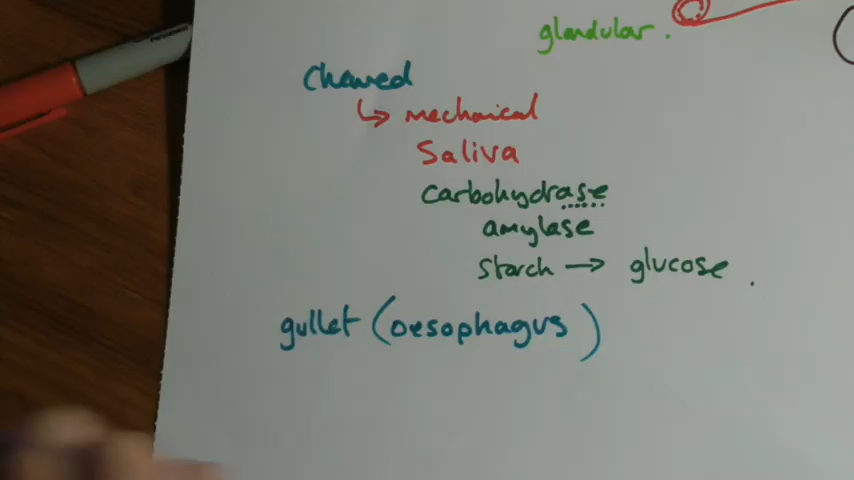 glandular.
chewed
↳ mechanical
Saliva
carbohydrase
amylase
starch → glucose.
gullet (oesophagus)